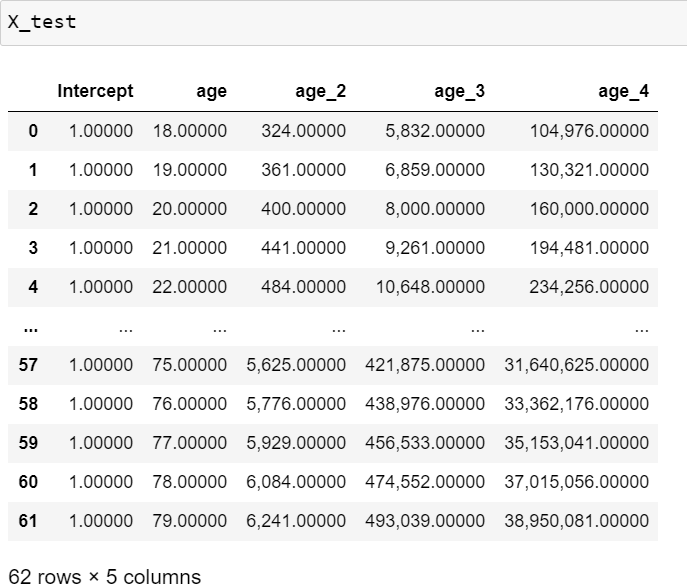 X_test
Intercept age age_2 age_3 age_4
0 1.00000 18.00000 324.00000 5,832.00000 104,976.00000
1 1.00000 19.00000 361.00000 6,859.00000 130,321.00000
2 1.00000 20.00000 400.00000 8,000.00000 160,000.00000
3 1.00000 21.00000 441.00000 9,261.00000 194,481.00000
4 1.00000 22.00000 484.00000 10,648.00000 234,256.00000
... ... ... ... ... ...
57 1.00000 75.00000 5,625.00000 421,875.00000 31,640,625.00000
58 1.00000 76.00000 5,776.00000 438,976.00000 33,362,176.00000
59 1.00000 77.00000 5,929.00000 456,533.00000 35,153,041.00000
60 1.00000 78.00000 6,084.00000 474,552.00000 37,015,056.00000
61 1.00000 79.00000 6,241.00000 493,039.00000 38,950,081.00000
62 rows × 5 columns